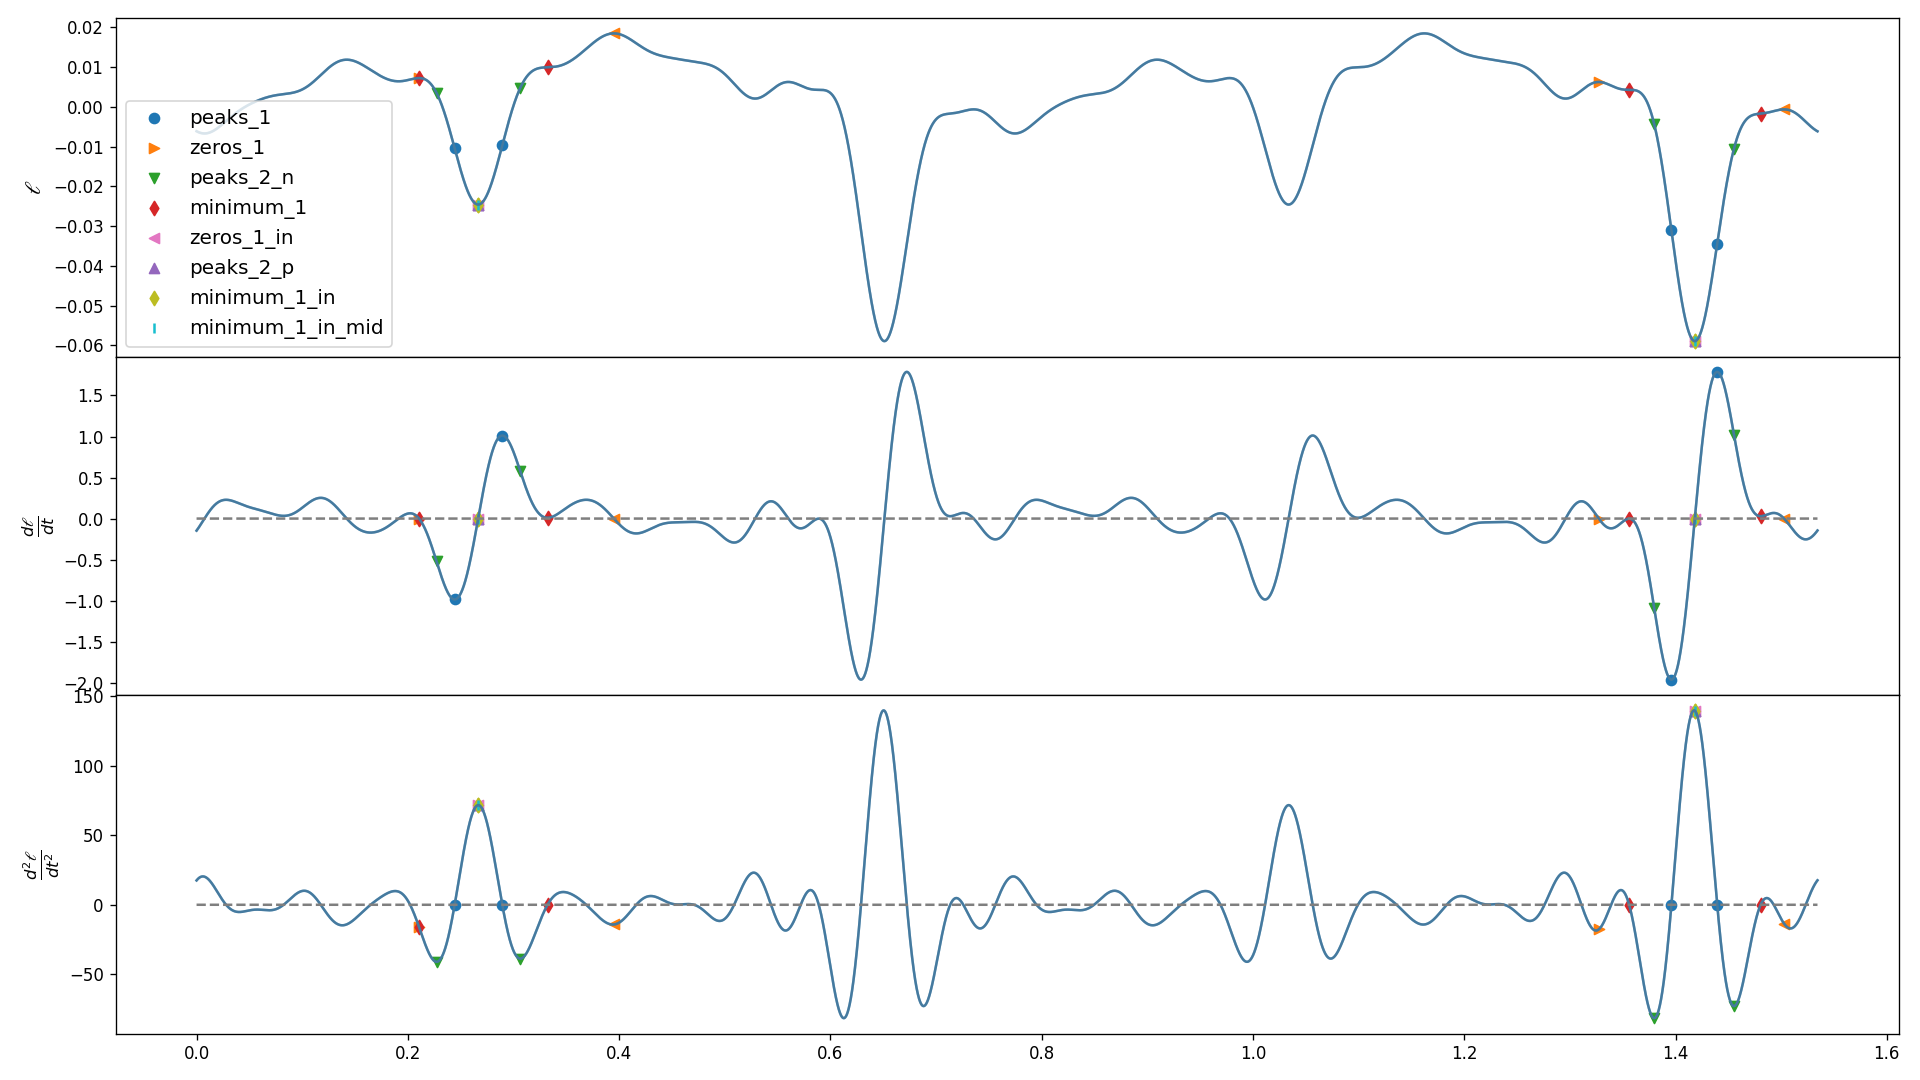 0.02
0.01
0.00
−0.01
−0.02
−0.03
−0.04
−0.05
−0.06
ℓ
peaks_1
zeros_1
peaks_2_n
minimum_1
zeros_1_in
peaks_2_p
minimum_1_in
minimum_1_in_mid
1.5
1.0
0.5
0.0
−0.5
−1.0
−1.5
−2.0
dℓ
dt
150
100
50
0
−50
d²ℓ
dt²
0.0 0.2 0.4 0.6 0.8 1.0 1.2 1.4 1.6